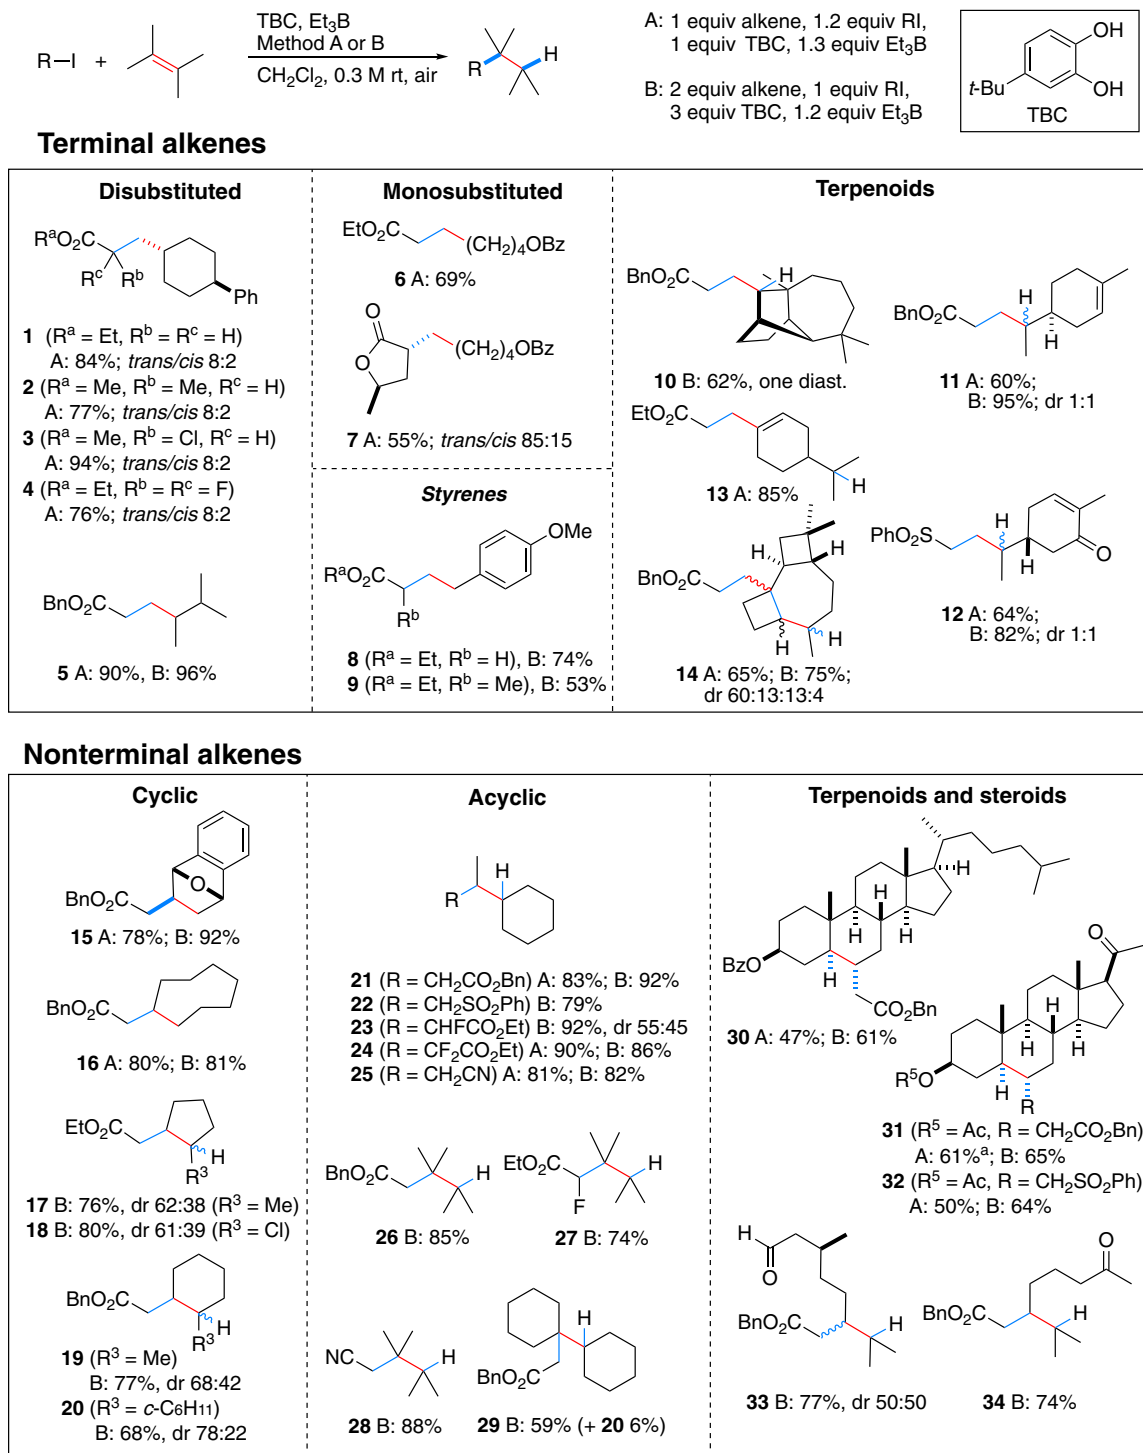 R–I + 
TBC, Et3B
Method A or B
CH2Cl2, 0.3 M rt, air
R H
A: 1 equiv alkene, 1.2 equiv RI,
1 equiv TBC, 1.3 equiv Et3B
B: 2 equiv alkene, 1 equiv RI,
3 equiv TBC, 1.2 equiv Et3B
OH
OH
t-Bu
TBC
Terminal alkenes
Disubstituted
RaO2C
Rc Rb
Ph
1 (Ra = Et, Rb = Rc = H)
A: 84%; trans/cis 8:2
2 (Ra = Me, Rb = Me, Rc = H)
A: 77%; trans/cis 8:2
3 (Ra = Me, Rb = Cl, Rc = H)
A: 94%; trans/cis 8:2
4 (Ra = Et, Rb = Rc = F)
A: 76%; trans/cis 8:2
BnO2C
5 A: 90%, B: 96%
Monosubstituted
EtO2C
(CH2)4OBz
6 A: 69%
O
O
(CH2)4OBz
7 A: 55%; trans/cis 85:15
Styrenes
OMe
RaO2C
Rb
8 (Ra = Et, Rb = H), B: 74%
9 (Ra = Et, Rb = Me), B: 53%
Terpenoids
BnO2C
H
10 B: 62%, one diast.
BnO2C
H
H
11 A: 60%;
B: 95%; dr 1:1
EtO2C
H
13 A: 85%
BnO2C
H
H
H
H
14 A: 65%; B: 75%;
dr 60:13:13:4
PhO2S
H
H
O
12 A: 64%;
B: 82%; dr 1:1
Nonterminal alkenes
Cyclic
O
BnO2C
15 A: 78%; B: 92%
BnO2C
16 A: 80%; B: 81%
EtO2C
H
R3
17 B: 76%, dr 62:38 (R3 = Me)
18 B: 80%, dr 61:39 (R3 = Cl)
BnO2C
H
R3
19 (R3 = Me)
B: 77%, dr 68:42
20 (R3 = c-C6H11)
B: 68%, dr 78:22
Acyclic
H
R
21 (R = CH2CO2Bn) A: 83%; B: 92%
22 (R = CH2SO2Ph) B: 79%
23 (R = CHFCO2Et) B: 92%, dr 55:45
24 (R = CF2CO2Et) A: 90%; B: 86%
25 (R = CH2CN) A: 81%; B: 82%
BnO2C
H
26 B: 85%
EtO2C
F
H
27 B: 74%
NC
H
28 B: 88%
H
BnO2C
29 B: 59% (+ 20 6%)
Terpenoids and steroids
H
H
H
H
BzO
H
CO2Bn
30 A: 47%; B: 61%
O
H
H
H
R5O
H
R
31 (R5 = Ac, R = CH2CO2Bn)
A: 61%a; B: 65%
32 (R5 = Ac, R = CH2SO2Ph)
A: 50%; B: 64%
H
O
BnO2C
H
33 B: 77%, dr 50:50
O
BnO2C
H
34 B: 74%